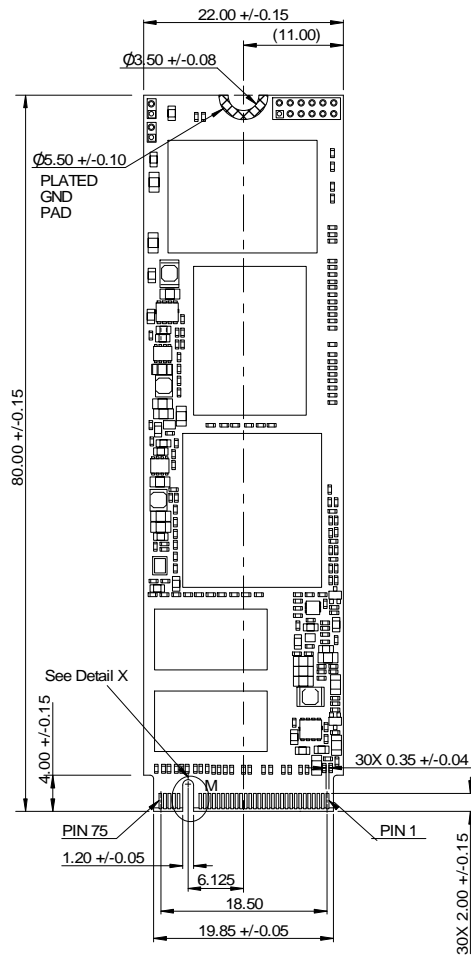 22.00 +/-0.15
(11.00)
Ø3.50 +/-0.08
Ø5.50 +/-0.10
PLATED
GND
PAD
80.00 +/-0.15
See Detail X
4.00 +/-0.15
M
30X 0.35 +/-0.04
PIN 75
PIN 1
1.20 +/-0.05
6.125
18.50
19.85 +/-0.05
30X 2.00 +/-0.15